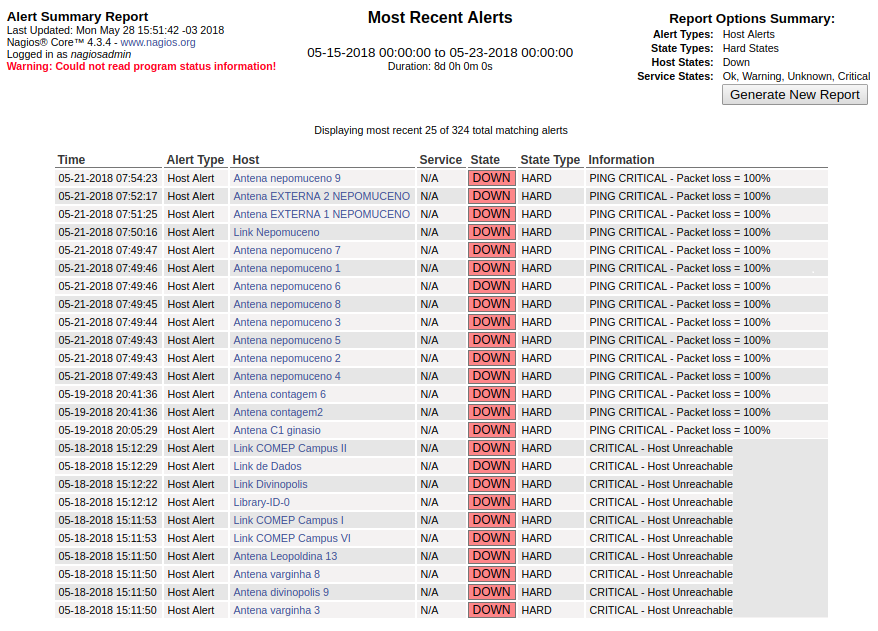 Alert Summary Report
Last Updated: Mon May 28 15:51:42 -03 2018
Nagios® Core™ 4.3.4 - www.nagios.org
Logged in as nagiosadmin
Warning: Could not read program status information!
Most Recent Alerts
05-15-2018 00:00:00 to 05-23-2018 00:00:00
Duration: 8d 0h 0m 0s
Report Options Summary:
Alert Types: Host Alerts
State Types: Hard States
Host States: Down
Service States: Ok, Warning, Unknown, Critical
Generate New Report
Displaying most recent 25 of 324 total matching alerts
Time Alert Type Host Service State State Type Information
05-21-2018 07:54:23 Host Alert Antena nepomuceno 9 N/A DOWN HARD PING CRITICAL - Packet loss = 100%
05-21-2018 07:52:17 Host Alert Antena EXTERNA 2 NEPOMUCENO N/A DOWN HARD PING CRITICAL - Packet loss = 100%
05-21-2018 07:51:25 Host Alert Antena EXTERNA 1 NEPOMUCENO N/A DOWN HARD PING CRITICAL - Packet loss = 100%
05-21-2018 07:50:16 Host Alert Link Nepomuceno N/A DOWN HARD PING CRITICAL - Packet loss = 100%
05-21-2018 07:49:47 Host Alert Antena nepomuceno 7 N/A DOWN HARD PING CRITICAL - Packet loss = 100%
05-21-2018 07:49:46 Host Alert Antena nepomuceno 1 N/A DOWN HARD PING CRITICAL - Packet loss = 100%
05-21-2018 07:49:46 Host Alert Antena nepomuceno 6 N/A DOWN HARD PING CRITICAL - Packet loss = 100%
05-21-2018 07:49:45 Host Alert Antena nepomuceno 8 N/A DOWN HARD PING CRITICAL - Packet loss = 100%
05-21-2018 07:49:44 Host Alert Antena nepomuceno 3 N/A DOWN HARD PING CRITICAL - Packet loss = 100%
05-21-2018 07:49:43 Host Alert Antena nepomuceno 5 N/A DOWN HARD PING CRITICAL - Packet loss = 100%
05-21-2018 07:49:43 Host Alert Antena nepomuceno 2 N/A DOWN HARD PING CRITICAL - Packet loss = 100%
05-21-2018 07:49:43 Host Alert Antena nepomuceno 4 N/A DOWN HARD PING CRITICAL - Packet loss = 100%
05-19-2018 20:41:36 Host Alert Antena contagem 6 N/A DOWN HARD PING CRITICAL - Packet loss = 100%
05-19-2018 20:41:36 Host Alert Antena contagem2 N/A DOWN HARD PING CRITICAL - Packet loss = 100%
05-19-2018 20:05:29 Host Alert Antena C1 ginasio N/A DOWN HARD PING CRITICAL - Packet loss = 100%
05-18-2018 15:12:29 Host Alert Link COMEP Campus II N/A DOWN HARD CRITICAL - Host Unreachable
05-18-2018 15:12:29 Host Alert Link de Dados N/A DOWN HARD CRITICAL - Host Unreachable
05-18-2018 15:12:22 Host Alert Link Divinopolis N/A DOWN HARD CRITICAL - Host Unreachable
05-18-2018 15:12:12 Host Alert Library-ID-0 N/A DOWN HARD CRITICAL - Host Unreachable
05-18-2018 15:11:53 Host Alert Link COMEP Campus I N/A DOWN HARD CRITICAL - Host Unreachable
05-18-2018 15:11:53 Host Alert Link COMEP Campus VI N/A DOWN HARD CRITICAL - Host Unreachable
05-18-2018 15:11:50 Host Alert Antena Leopoldina 13 N/A DOWN HARD CRITICAL - Host Unreachable
05-18-2018 15:11:50 Host Alert Antena varginha 8 N/A DOWN HARD CRITICAL - Host Unreachable
05-18-2018 15:11:50 Host Alert Antena divinopolis 9 N/A DOWN HARD CRITICAL - Host Unreachable
05-18-2018 15:11:50 Host Alert Antena varginha 3 N/A DOWN HARD CRITICAL - Host Unreachable